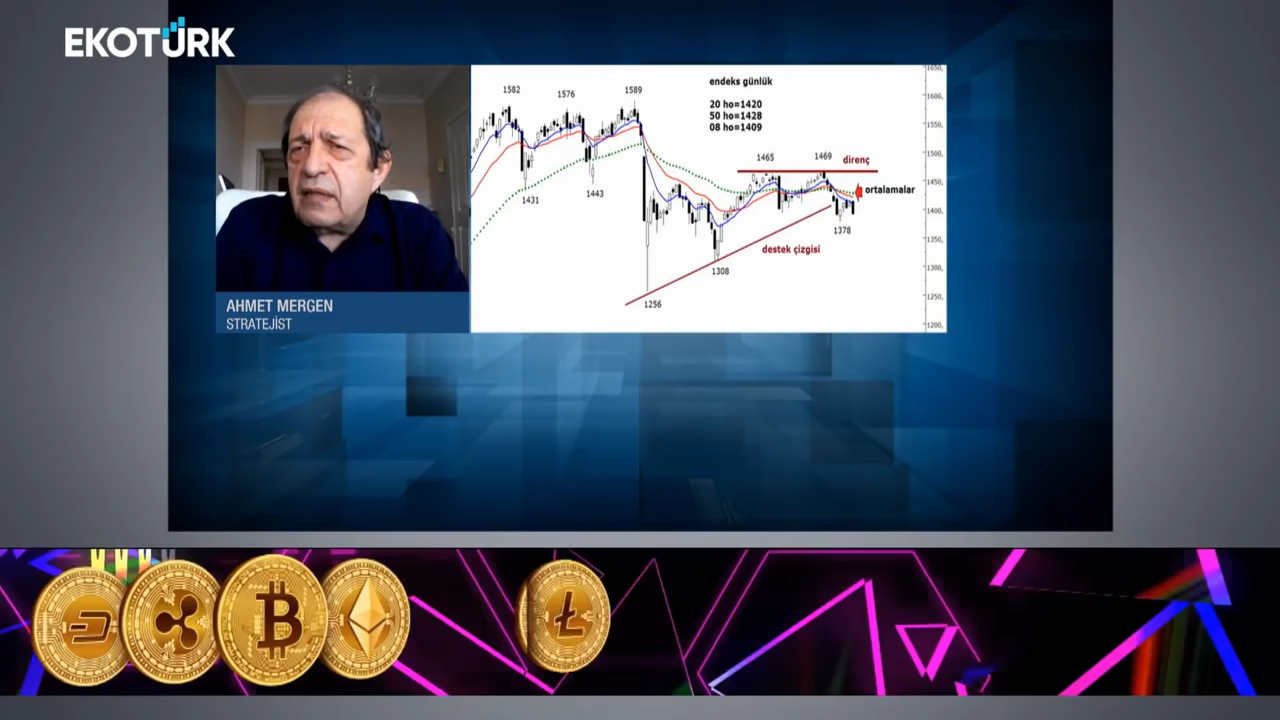 EKOTÜRK
AHMET MERGEN
STRATEJİST
endeks günlük
20 ho=1420
50 ho=1428
08 ho=1409
1582
1576
1589
1431
1443
1465
1469
direnç
ortalamalar
1378
destek çizgisi
1308
1256
1650,
1600,
1550,
1500,
1450,
1400,
1350,
1300,
1250,
1200,